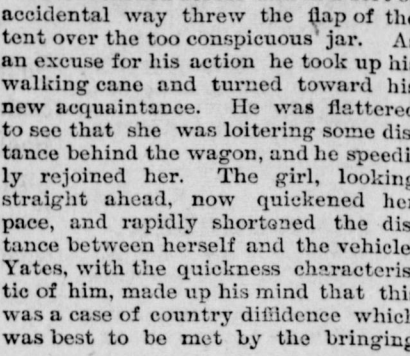 accidental way threw the flap of the
tent over the too conspicuous jar. As
an excuse for his action he took up his
walking cane and turned toward his
new acquaintance. He was flattered
to see that she was loitering some dis
tance behind the wagon, and he speedi
ly rejoined her. The girl, looking
straight ahead, now quickened her
pace, and rapidly shortened the dis
tance between herself and the vehicle.
Yates, with the quickness characteris
tic of him, made up his mind that this
was a case of country diffidence which
was best to be met by the bringing